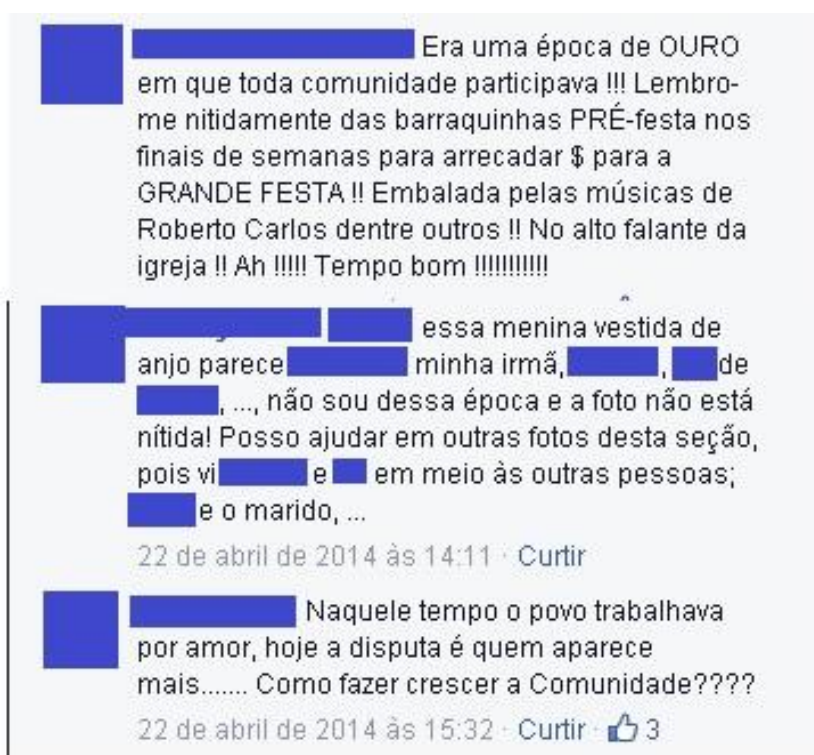 Era uma época de OURO
em que toda comunidade participava !!! Lembro-
me nitidamente das barraquinhas PRÉ-festa nos
finais de semanas para arrecadar $ para a
GRANDE FESTA !! Embalada pelas músicas de
Roberto Carlos dentre outros !! No alto falante da
igreja !! Ah !!!!! Tempo bom !!!!!!!!!!!
essa menina vestida de
anjo parece minha irmã, , de
, ..., não sou dessa época e a foto não está
nítida! Posso ajudar em outras fotos desta seção,
pois vi e em meio às outras pessoas;
e o marido, ...
22 de abril de 2014 às 14:11 · Curtir
Naquele tempo o povo trabalhava
por amor, hoje a disputa é quem aparece
mais....... Como fazer crescer a Comunidade????
22 de abril de 2014 às 15:32 · Curtir · 3